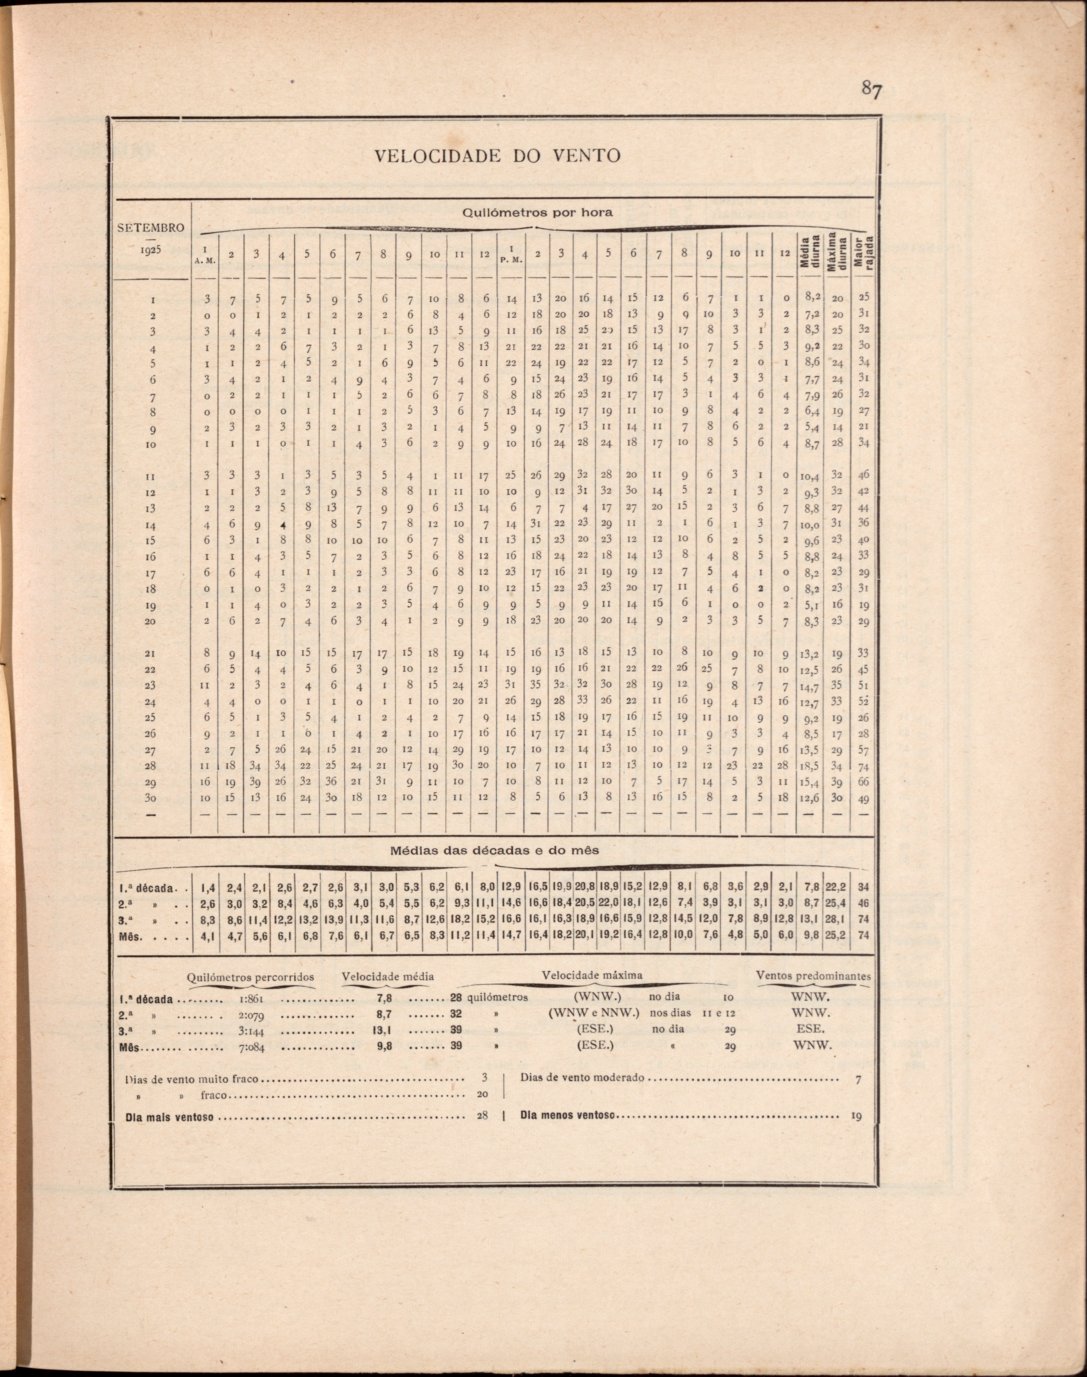 87
VELOCIDADE DO VENTO
SETEMBRO 1925 Quilómetros por hora
1 A. M. 2 3 4 5 6 7 8 9 10 11 12 1 P. M. 2 3 4 5 6 7 8 9 10 11 12 Média diurna Máxima diurna Maior rajada
1 3 7 5 7 5 9 5 6 7 10 8 6 14 13 20 16 14 15 12 6 7 1 1 0 8,2 20 25
2 0 0 1 2 1 2 2 2 6 8 4 6 12 18 20 20 18 13 9 9 10 3 3 2 7,2 20 31
3 3 4 4 2 1 1 1 1 6 13 5 9 11 16 18 25 20 15 13 17 8 3 1 2 8,3 25 32
4 1 2 2 6 7 3 2 1 3 7 8 13 21 22 22 21 21 16 14 10 7 5 5 3 9,2 22 30
5 1 1 2 4 5 2 1 6 9 5 6 11 22 24 19 22 22 17 12 5 7 2 0 1 8,6 24 34
6 3 4 2 1 2 4 9 4 3 7 4 6 9 15 24 23 19 16 14 5 4 3 3 1 7,7 24 31
7 0 2 2 1 1 1 5 2 6 6 7 8 8 18 26 23 21 17 17 3 1 4 6 4 7,9 26 32
8 0 0 0 0 1 1 1 2 5 3 6 7 13 14 19 17 19 11 10 9 8 4 2 2 6,4 19 27
9 2 3 2 3 3 2 1 3 2 1 4 5 9 9 7 13 11 14 11 7 8 6 2 2 5,4 14 21
10 1 1 1 0 1 1 4 3 6 2 9 9 10 16 24 28 24 18 17 10 8 5 6 4 8,7 28 34
11 3 3 3 1 3 5 3 5 4 1 11 17 25 26 29 32 28 20 11 9 6 3 1 0 10,4 32 46
12 1 1 3 2 3 9 5 8 8 11 11 10 10 9 12 31 32 30 14 5 2 1 3 2 9,3 32 42
13 2 2 2 5 8 13 7 9 9 6 13 14 6 7 7 4 17 27 20 15 2 3 6 7 8,8 27 44
14 4 6 9 4 9 8 5 7 8 12 10 7 14 31 22 23 29 11 2 1 6 1 3 7 10,0 31 36
15 6 3 1 8 8 10 10 10 6 7 8 11 13 15 23 20 23 12 12 10 6 2 5 2 9,6 23 40
16 1 1 4 3 5 7 2 3 5 6 8 12 16 18 24 22 18 14 13 8 4 8 5 5 8,8 24 33
17 6 6 4 1 1 1 2 3 3 6 8 12 23 17 16 21 19 19 12 7 5 4 1 0 8,2 23 29
18 0 1 0 3 2 2 1 2 6 7 9 10 12 15 22 23 23 20 17 11 4 6 2 0 8,2 23 31
19 1 1 4 0 3 2 2 3 5 4 6 9 9 5 9 9 11 14 16 6 1 0 0 2 5,1 16 19
20 2 6 2 7 4 6 3 4 1 2 9 9 18 23 20 20 20 14 9 2 3 3 5 7 8,3 23 29
21 8 9 14 10 15 15 17 17 15 18 19 14 15 16 13 18 15 13 10 8 10 9 10 9 13,2 19 33
22 6 5 4 4 5 6 3 9 10 12 15 11 19 19 16 16 21 22 22 26 25 7 8 10 12,5 26 45
23 11 2 3 2 4 6 4 1 8 15 24 23 31 35 32 32 30 28 19 12 9 8 7 7 14,7 35 51
24 4 4 0 0 1 1 0 1 1 10 20 21 26 29 28 33 26 22 11 16 19 4 13 16 12,7 33 52
25 6 5 1 3 5 4 1 2 4 2 7 9 14 15 18 19 17 16 15 19 11 10 9 9 9,2 19 26
26 9 2 1 1 0 1 4 2 1 10 17 16 16 17 17 21 14 15 10 11 9 3 3 4 8,5 17 28
27 2 7 5 26 24 15 21 20 12 14 29 19 17 10 12 14 13 10 10 9 3 7 9 16 13,5 29 57
28 11 18 34 34 22 25 24 21 17 19 30 20 10 7 10 11 12 13 10 12 12 23 22 28 18,5 34 74
29 16 19 39 26 32 36 21 31 9 11 10 7 10 8 11 12 10 7 5 17 14 5 3 11 15,4 39 66
30 10 15 13 16 24 30 18 12 10 15 11 12 8 5 6 13 8 13 16 15 8 2 5 18 12,6 30 49
— — — — — — — — — — — — — — — — — — — — — — — — — — — —
Médias das décadas e do mês
1.ª década. . 1,4 2,4 2,1 2,6 2,7 2,6 3,1 3,0 5,3 6,2 6,1 8,0 12,9 16,5 19,9 20,8 18,9 15,2 12,9 8,1 6,8 3,6 2,9 2,1 7,8 22,2 34
2.ª » . . 2,6 3,0 3,2 8,4 4,6 6,3 4,0 5,4 5,5 6,2 9,3 11,1 14,6 16,6 18,4 20,5 22,0 18,1 12,6 7,4 3,9 3,1 3,1 3,0 8,7 25,4 46
3.ª » . . 8,3 8,6 11,4 12,2 13,2 13,9 11,3 11,6 8,7 12,6 18,2 15,2 16,6 16,1 16,3 18,9 16,6 15,9 12,8 14,5 12,0 7,8 8,9 12,8 13,1 28,1 74
Mês. . . . . 4,1 4,7 5,6 6,1 6,8 7,6 6,1 6,7 6,5 8,3 11,2 11,4 14,7 16,4 18,2 20,1 19,2 16,4 12,8 10,0 7,6 4,8 5,0 6,0 9,8 25,2 74
Quilómetros percorridos Velocidade média Velocidade máxima Ventos predominantes
1.ª década ......... 1:861 .............. 7,8 ....... 28 quilómetros (WNW.) no dia 10 WNW.
2.ª » ........ 2:079 .............. 8,7 ....... 32 » (WNW e NNW.) nos dias 11 e 12 WNW.
3.ª » ......... 3:144 .............. 13,1 ....... 39 » (ESE.) no dia 29 ESE.
Mês............... 7:084 .............. 9,8 ....... 39 » (ESE.) « 29 WNW.
Dias de vento muito fraco........................................ 3 Dias de vento moderado........................................ 7
» » fraco........................................ 20
Dia mais ventoso........................................ 28 Dia menos ventoso........................................ 19